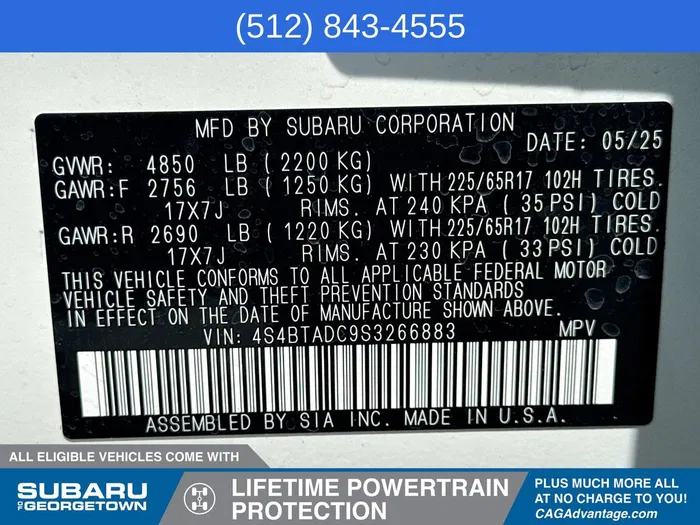 (512) 843-4555
MFD BY SUBARU CORPORATION
DATE: 05/25
GVWR: 4850 LB (2200 KG)
GAWR:F 2756 LB (1250 KG) WITH 225/65R17 102H TIRES.
17X7J RIMS. AT 240 KPA (35 PSI) COLD
GAWR:R 2690 LB (1220 KG) WITH 225/65R17 102H TIRES.
17X7J RIMS. AT 230 KPA (33 PSI) COLD
THIS VEHICLE CONFORMS TO ALL APPLICABLE FEDERAL MOTOR
VEHICLE SAFETY AND THEFT PREVENTION STANDARDS
IN EFFECT ON THE DATE OF MANUFACTURE SHOWN ABOVE.
VIN: 4S4BTADC9S3266883 MPV
ASSEMBLED BY SIA INC. MADE IN U.S.A.
ALL ELIGIBLE VEHICLES COME WITH
SUBARU
OF GEORGETOWN
LIFETIME POWERTRAIN
PROTECTION
PLUS MUCH MORE ALL
AT NO CHARGE TO YOU!
CAGAdvantage.com